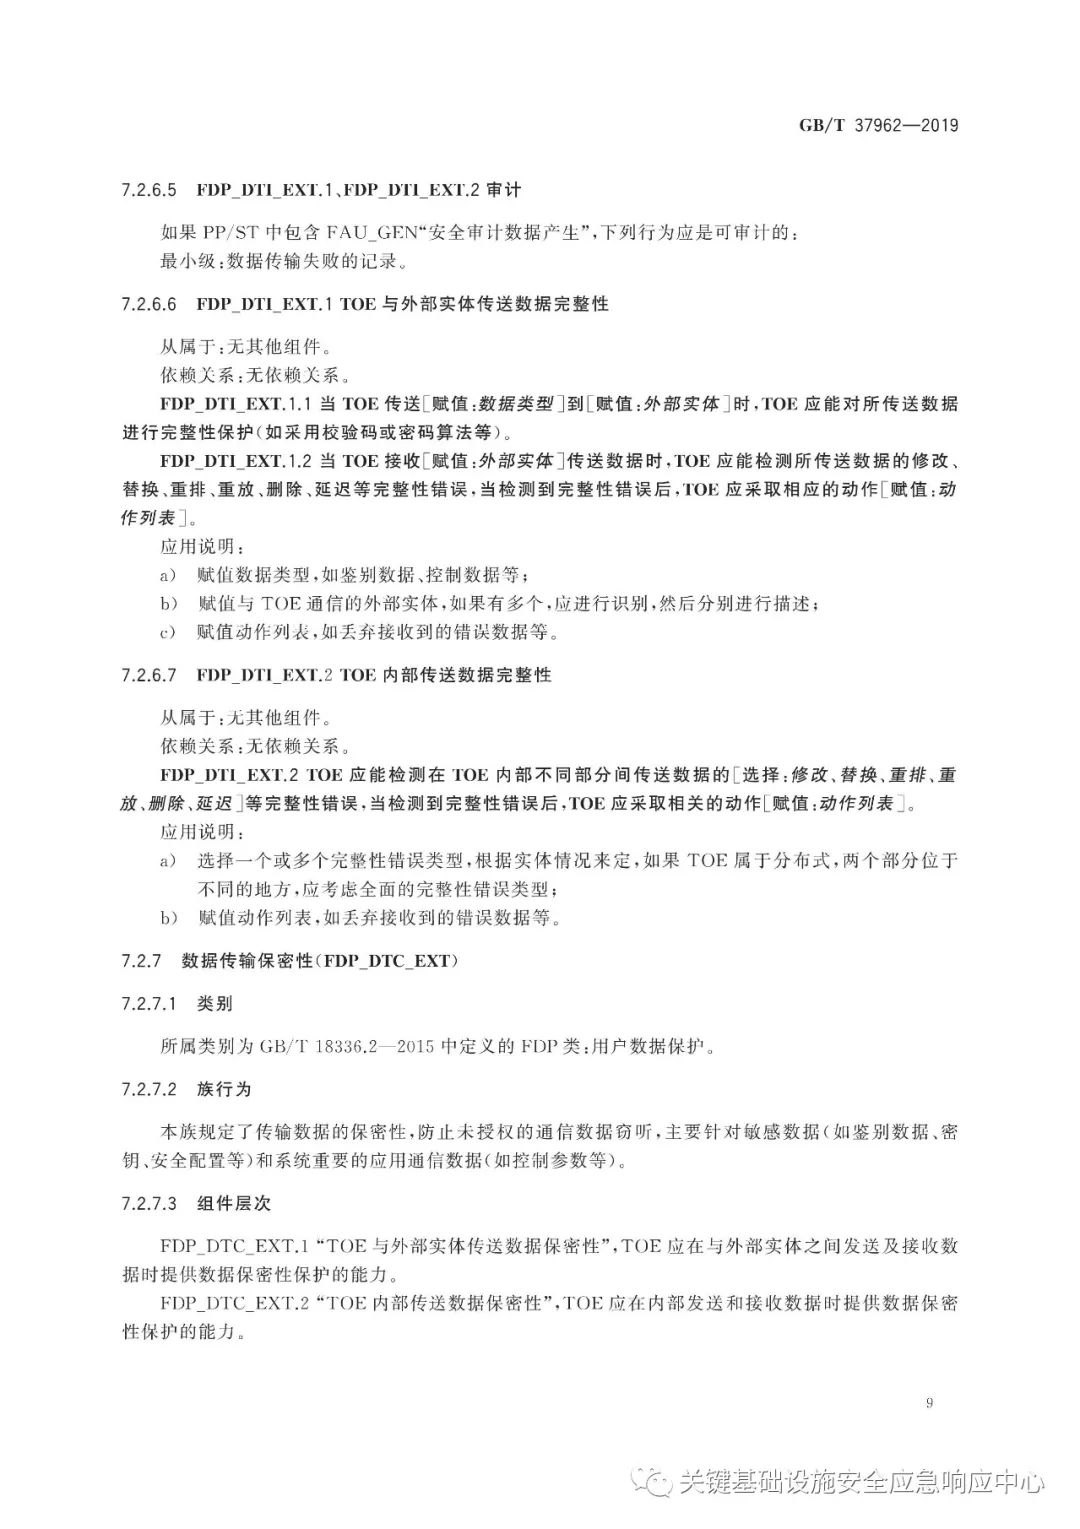 GB/T 37962—2019
7.2.6.5 FDP_DTI_EXT.1、FDP_DTI_EXT.2 审计
如果 PP/ST 中包含 FAU_GEN“安全审计数据产生”,下列行为应是可审计的:
最小级:数据传输失败的记录。
7.2.6.6 FDP_DTI_EXT.1 TOE 与外部实体传送数据完整性
从属于:无其他组件。
依赖关系:无依赖关系。
FDP_DTI_EXT.1.1 当 TOE 传送[赋值:数据类型]到[赋值:外部实体]时,TOE 应能对所传送数据
进行完整性保护(如采用校验码或密码算法等)。
FDP_DTI_EXT.1.2 当 TOE 接收[赋值:外部实体]传送数据时,TOE 应能检测所传送数据的修改、
替换、重排、重放、删除、延迟等完整性错误,当检测到完整性错误后,TOE 应采取相应的动作[赋值:动
作列表]。
应用说明:
a) 赋值数据类型,如鉴别数据、控制数据等;
b) 赋值与 TOE 通信的外部实体,如果有多个,应进行识别,然后分别进行描述;
c) 赋值动作列表,如丢弃接收到的错误数据等。
7.2.6.7 FDP_DTI_EXT.2 TOE 内部传送数据完整性
从属于:无其他组件。
依赖关系:无依赖关系。
FDP_DTI_EXT.2 TOE 应能检测在 TOE 内部不同部分间传送数据的[选择:修改、替换、重排、重
放、删除、延迟]等完整性错误,当检测到完整性错误后,TOE 应采取相关的动作[赋值:动作列表]。
应用说明:
a) 选择一个或多个完整性错误类型,根据实体情况来定,如果 TOE 属于分布式,两个部分位于
不同的地方,应考虑全面的完整性错误类型;
b) 赋值动作列表,如丢弃接收到的错误数据等。
7.2.7 数据传输保密性(FDP_DTC_EXT)
7.2.7.1 类别
所属类别为 GB/T 18336.2—2015 中定义的 FDP 类:用户数据保护。
7.2.7.2 族行为
本族规定了传输数据的保密性,防止未授权的通信数据窃听,主要针对敏感数据(如鉴别数据、密
钥、安全配置等)和系统重要的应用通信数据(如控制参数等)。
7.2.7.3 组件层次
FDP_DTC_EXT.1 “TOE 与外部实体传送数据保密性”,TOE 应在与外部实体之间发送及接收数
据时提供数据保密性保护的能力。
FDP_DTC_EXT.2 “TOE 内部传送数据保密性”,TOE 应在内部发送和接收数据时提供数据保密
性保护的能力。
9
关键基础设施安全应急响应中心